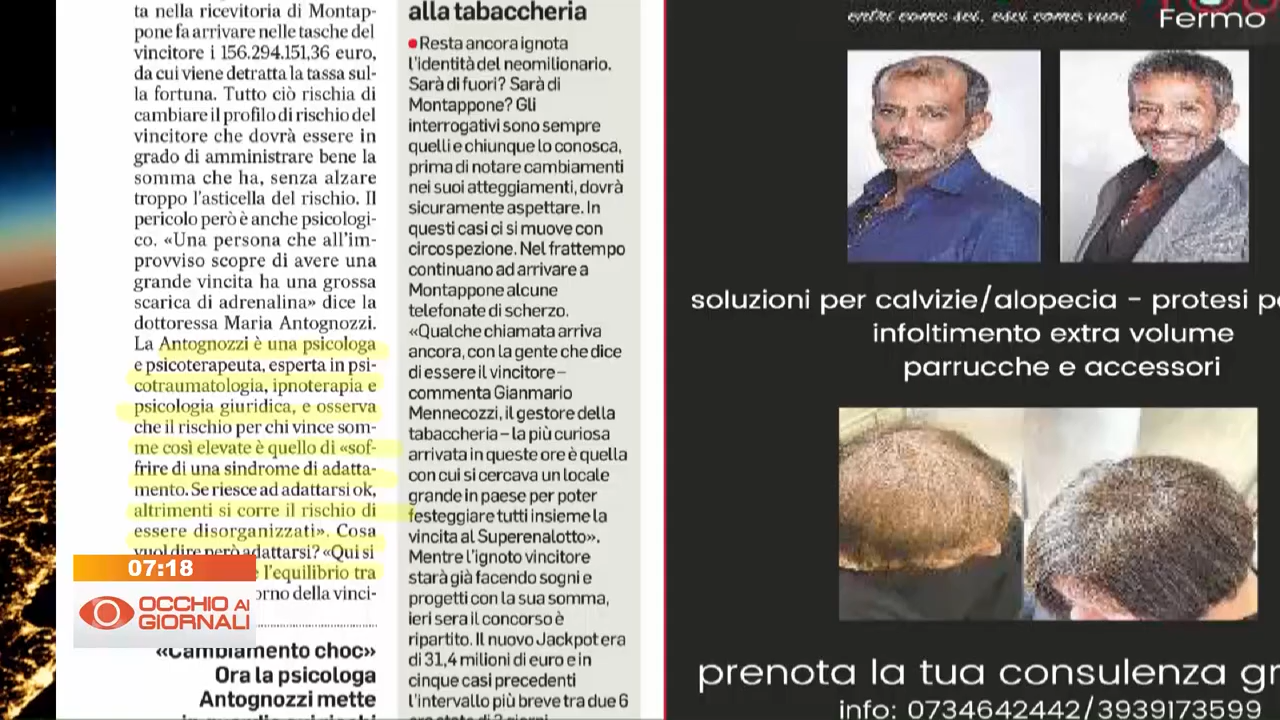 ta nella ricevitoria di Montap-
pone fa arrivare nelle tasche del
vincitore i 156.294.151,36 euro,
da cui viene detratta la tassa sul-
la fortuna. Tutto ciò rischia di
cambiare il profilo di rischio del
vincitore che dovrà essere in
grado di amministrare bene la
somma che ha, senza alzare
troppo l'asticella del rischio. Il
pericolo però è anche psicologi-
co. «Una persona che all'im-
provviso scopre di avere una
grande vincita ha una grossa
scarica di adrenalina» dice la
dottoressa Maria Antognozzi.
La Antognozzi è una psicologa
e psicoterapeuta, esperta in psi-
cotraumatologia, ipnoterapia e
psicologia giuridica, e osserva
che il rischio per chi vince som-
me così elevate è quello di «sof-
frire di una sindrome di adatta-
mento. Se riesce ad adattarsi ok,
altrimenti si corre il rischio di
essere disorganizzati». Cosa
vuol dire però adattarsi? «Qui si
e l'equilibrio tra
orno della vinci-
«Cambiamento choc»
Ora la psicologa
Antognozzi mette
alla tabaccheria
Resta ancora ignota
l'identità del neomilionario.
Sarà di fuori? Sarà di
Montappone? Gli
interrogativi sono sempre
quelli e chiunque lo conosca,
prima di notare cambiamenti
nei suoi atteggiamenti, dovrà
sicuramente aspettare. In
questi casi ci si muove con
circospezione. Nel frattempo
continuano ad arrivare a
Montappone alcune
telefonate di scherzo.
«Qualche chiamata arriva
ancora, con la gente che dice
di essere il vincitore –
commenta Gianmario
Mennecozzi, il gestore della
tabaccheria – la più curiosa
arrivata in queste ore è quella
con cui si cercava un locale
grande in paese per poter
festeggiare tutti insieme la
vincita al Superenalotto».
Mentre l'ignoto vincitore
starà già facendo sogni e
progetti con la sua somma,
ieri sera il concorso è
ripartito. Il nuovo Jackpot era
di 31,4 milioni di euro e in
cinque casi precedenti
l'intervallo più breve tra due 6
entri come sei, esci come vuoi
Fermo
soluzioni per calvizie/alopecia - protesi p
infoltimento extra volume
parrucche e accessori
prenota la tua consulenza gr
info: 0734642442/3939173599
07:18
OCCHIO AI
GIORNALI